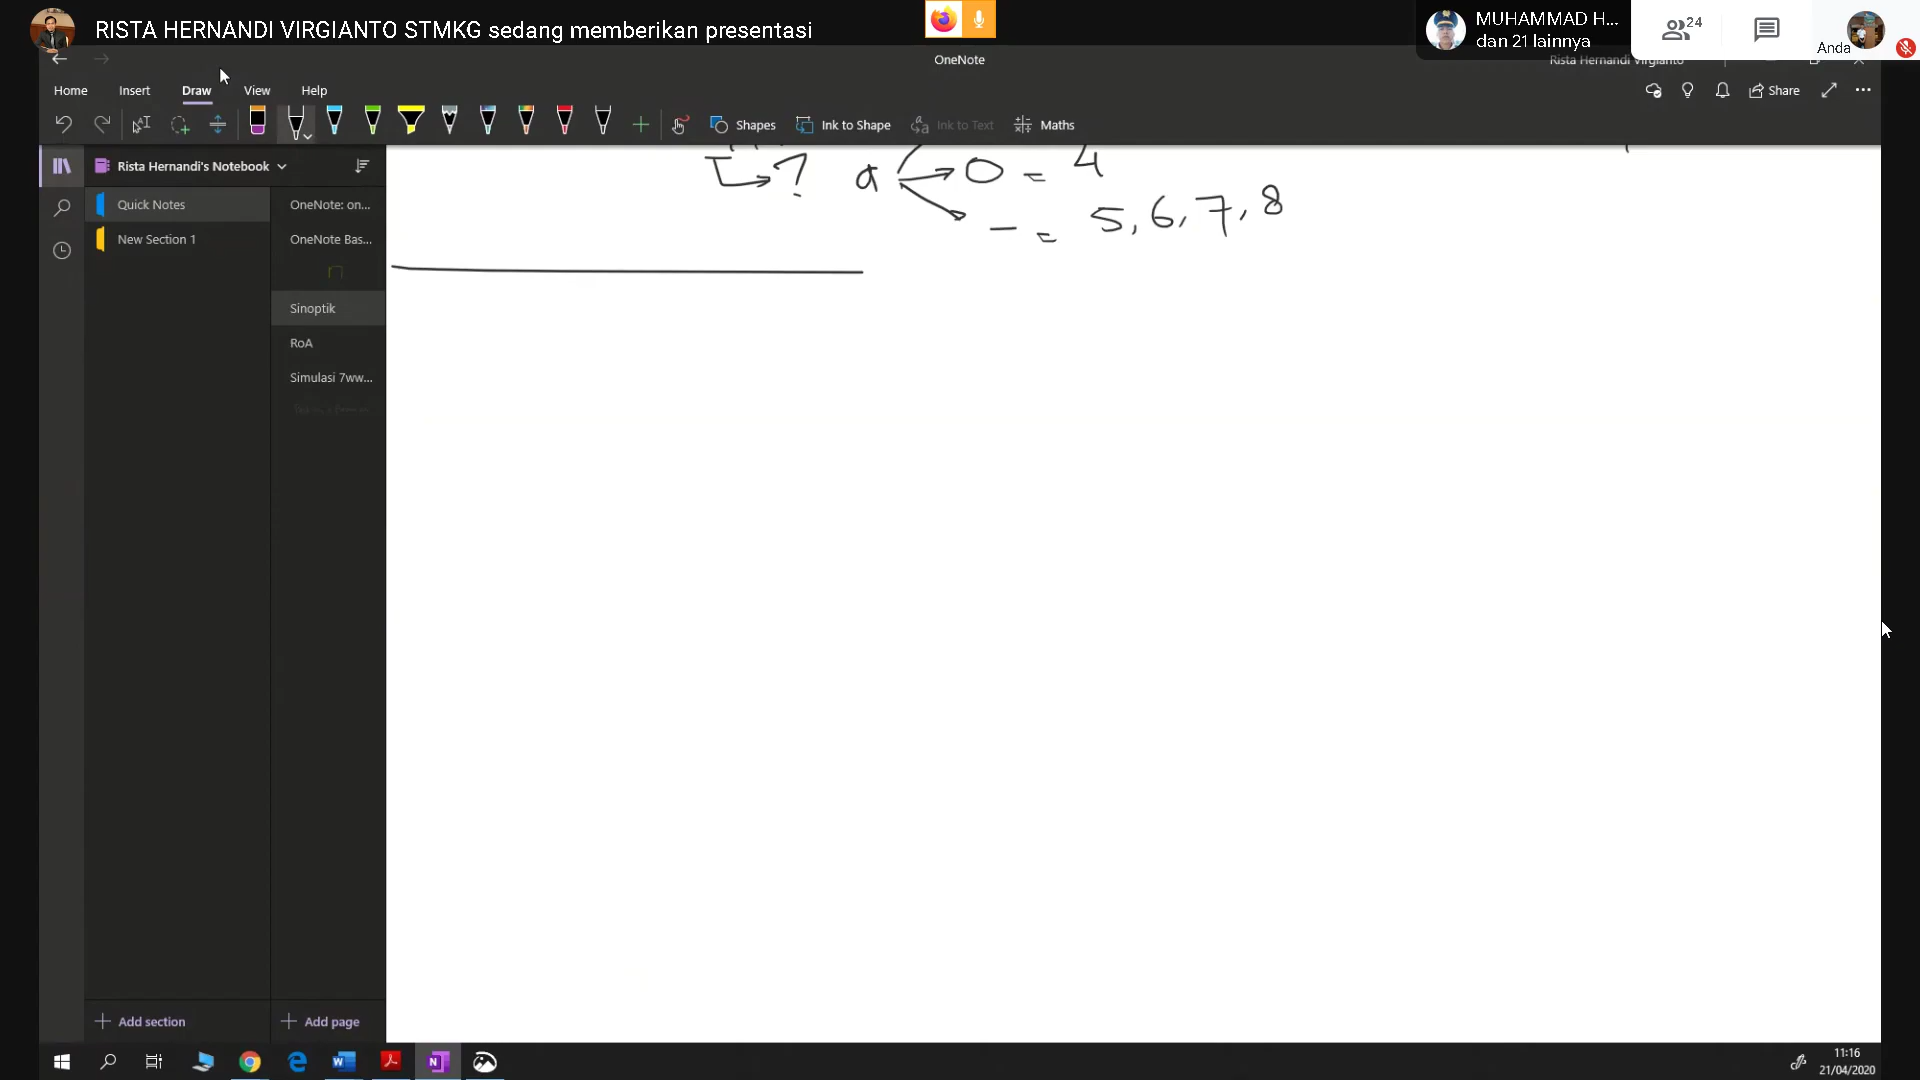 RISTA HERNANDI VIRGIANTO STMKG sedang memberikan presentasi
MUHAMMAD H...
dan 21 lainnya
24
Anda
OneNote
Rista Hernandi Virgianto
Home Insert Draw View Help
Share
Shapes
Ink to Shape
Ink to Text
Maths
Rista Hernandi's Notebook
Quick Notes
New Section 1
OneNote: on...
OneNote Bas...
Sinoptik
RoA
Simulasi 7ww...
? a 0 = 4
- = 5, 6, 7, 8
Add section
Add page
11:16
21/04/2020